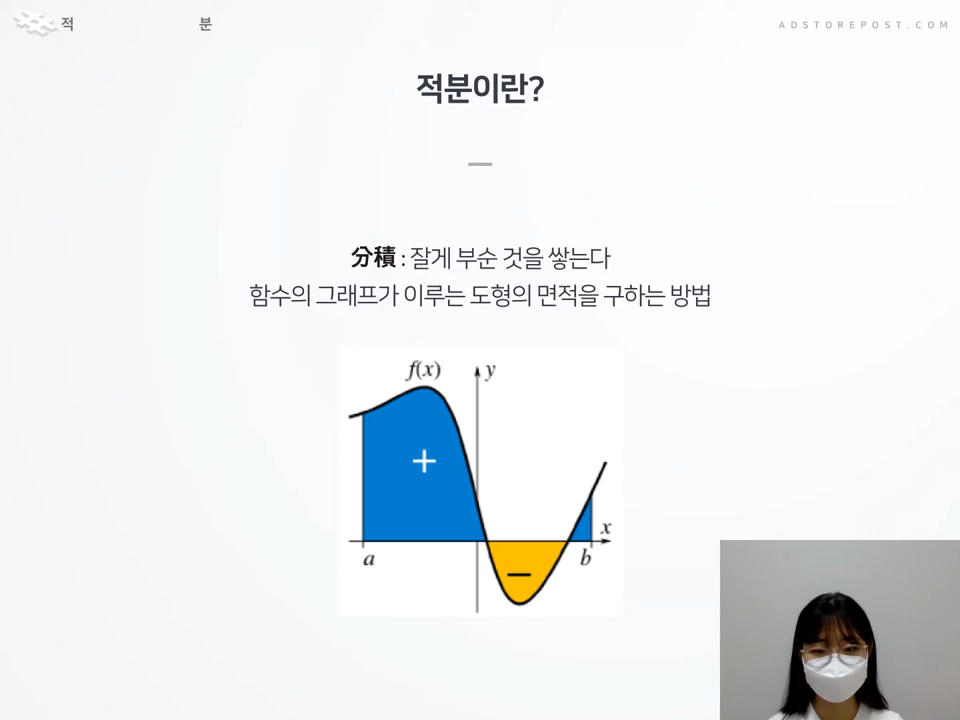 적 분
ADSTOREPOST.COM
적분이란?
分積 : 잘게 부순 것을 쌓는다
함수의 그래프가 이루는 도형의 면적을 구하는 방법
f(x) y
+
x
a b
−